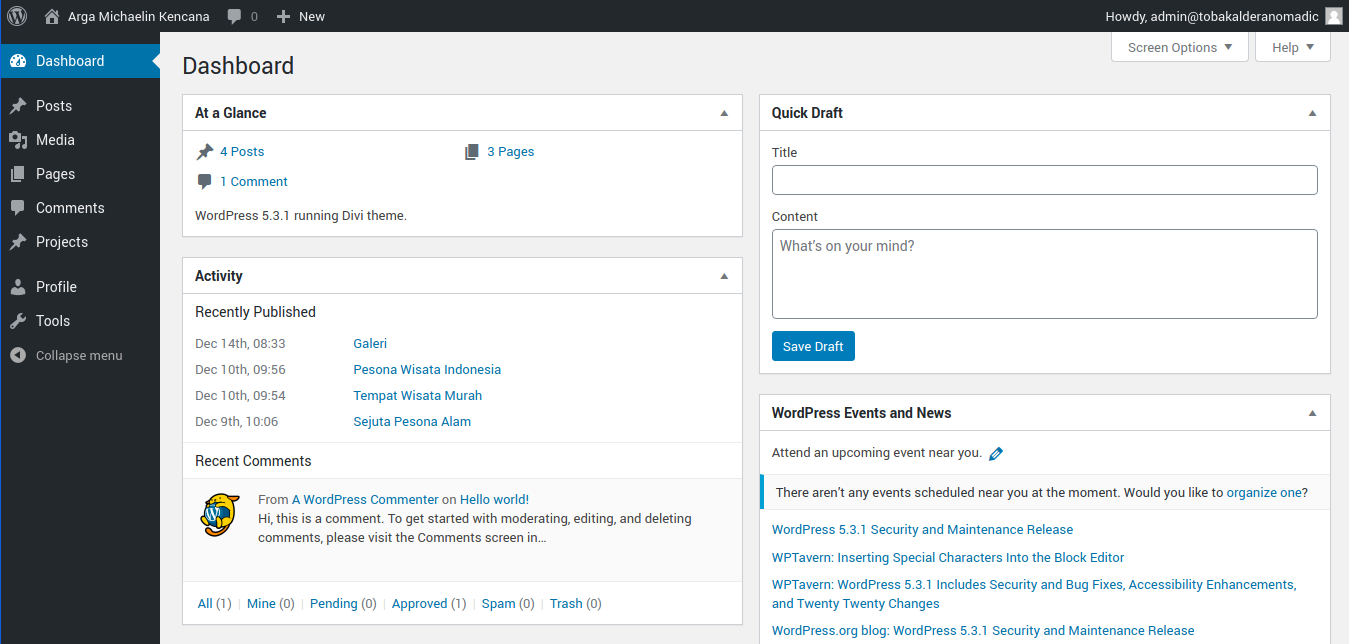 Arga Michaelin Kencana 0 New Howdy, admin@tobakalderanomadic
Screen Options Help
Dashboard
Posts
Media
Pages
Comments
Projects
Profile
Tools
Collapse menu
Dashboard
At a Glance
4 Posts 3 Pages
1 Comment
WordPress 5.3.1 running Divi theme.
Activity
Recently Published
Dec 14th, 08:33 Galeri
Dec 10th, 09:56 Pesona Wisata Indonesia
Dec 10th, 09:54 Tempat Wisata Murah
Dec 9th, 10:06 Sejuta Pesona Alam
Recent Comments
From A WordPress Commenter on Hello world!
Hi, this is a comment. To get started with moderating, editing, and deleting
comments, please visit the Comments screen in…
All (1) | Mine (0) | Pending (0) | Approved (1) | Spam (0) | Trash (0)
Quick Draft
Title
Content
What's on your mind?
Save Draft
WordPress Events and News
Attend an upcoming event near you.
There aren't any events scheduled near you at the moment. Would you like to organize one?
WordPress 5.3.1 Security and Maintenance Release
WPTavern: Inserting Special Characters Into the Block Editor
WPTavern: WordPress 5.3.1 Includes Security and Bug Fixes, Accessibility Enhancements,
and Twenty Twenty Changes
WordPress.org blog: WordPress 5.3.1 Security and Maintenance Release